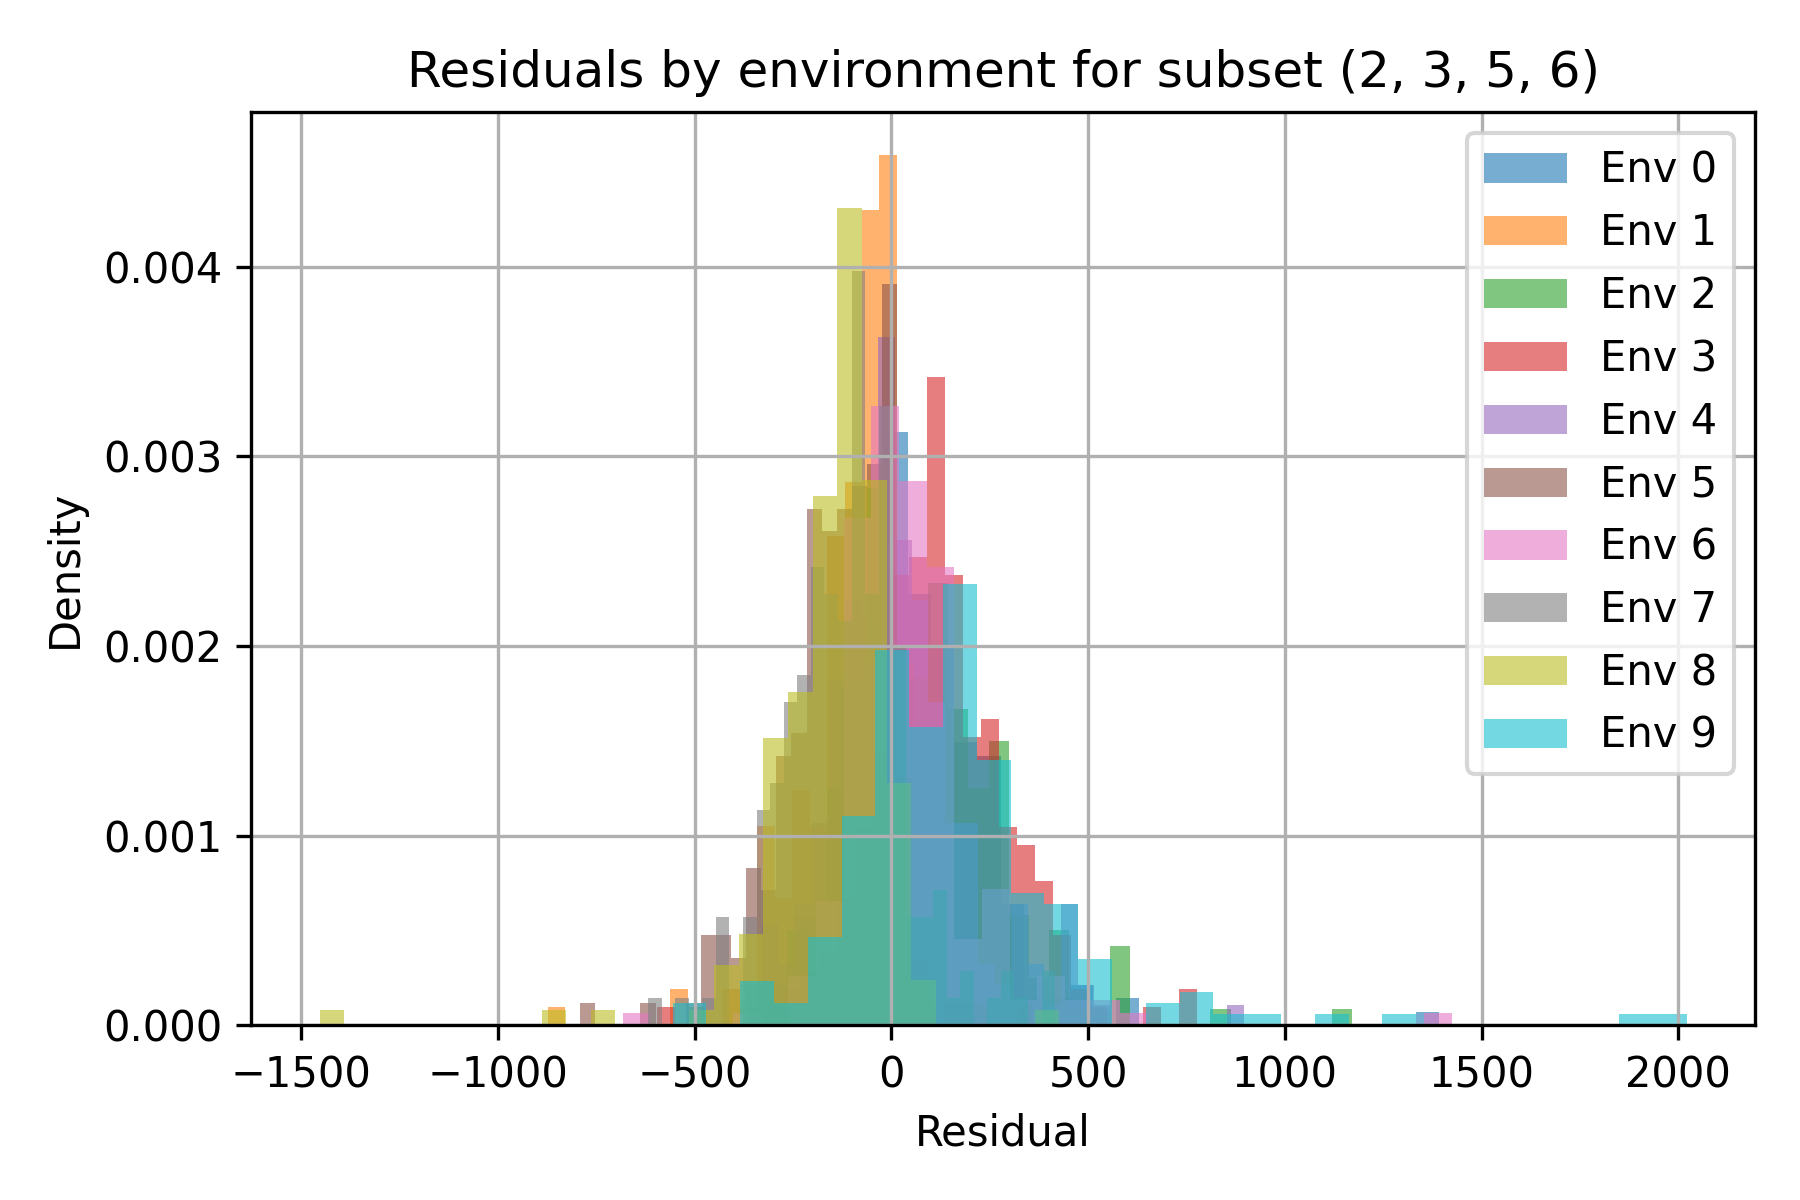 Residuals by environment for subset (2, 3, 5, 6)
Env 0
Env 1
Env 2
Env 3
Env 4
Env 5
Env 6
Env 7
Env 8
Env 9
Density
0.004
0.003
0.002
0.001
0.000
−1500 −1000 −500 0 500 1000 1500 2000
Residual